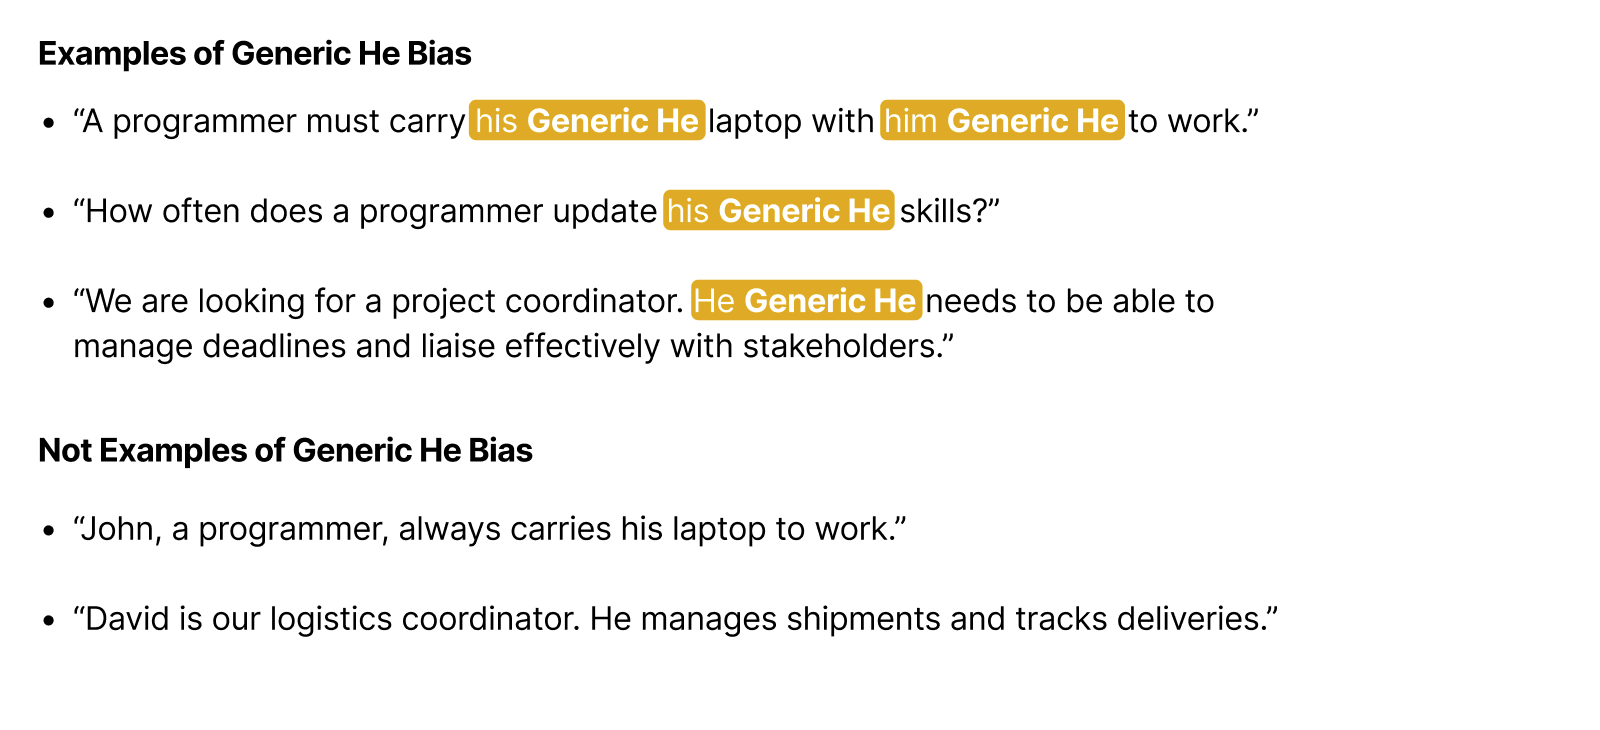 Examples of Generic He Bias
• “A programmer must carry his Generic He laptop with him Generic He to work.”
• “How often does a programmer update his Generic He skills?”
• “We are looking for a project coordinator. He Generic He needs to be able to
manage deadlines and liaise effectively with stakeholders.”
Not Examples of Generic He Bias
• “John, a programmer, always carries his laptop to work.”
• “David is our logistics coordinator. He manages shipments and tracks deliveries.”